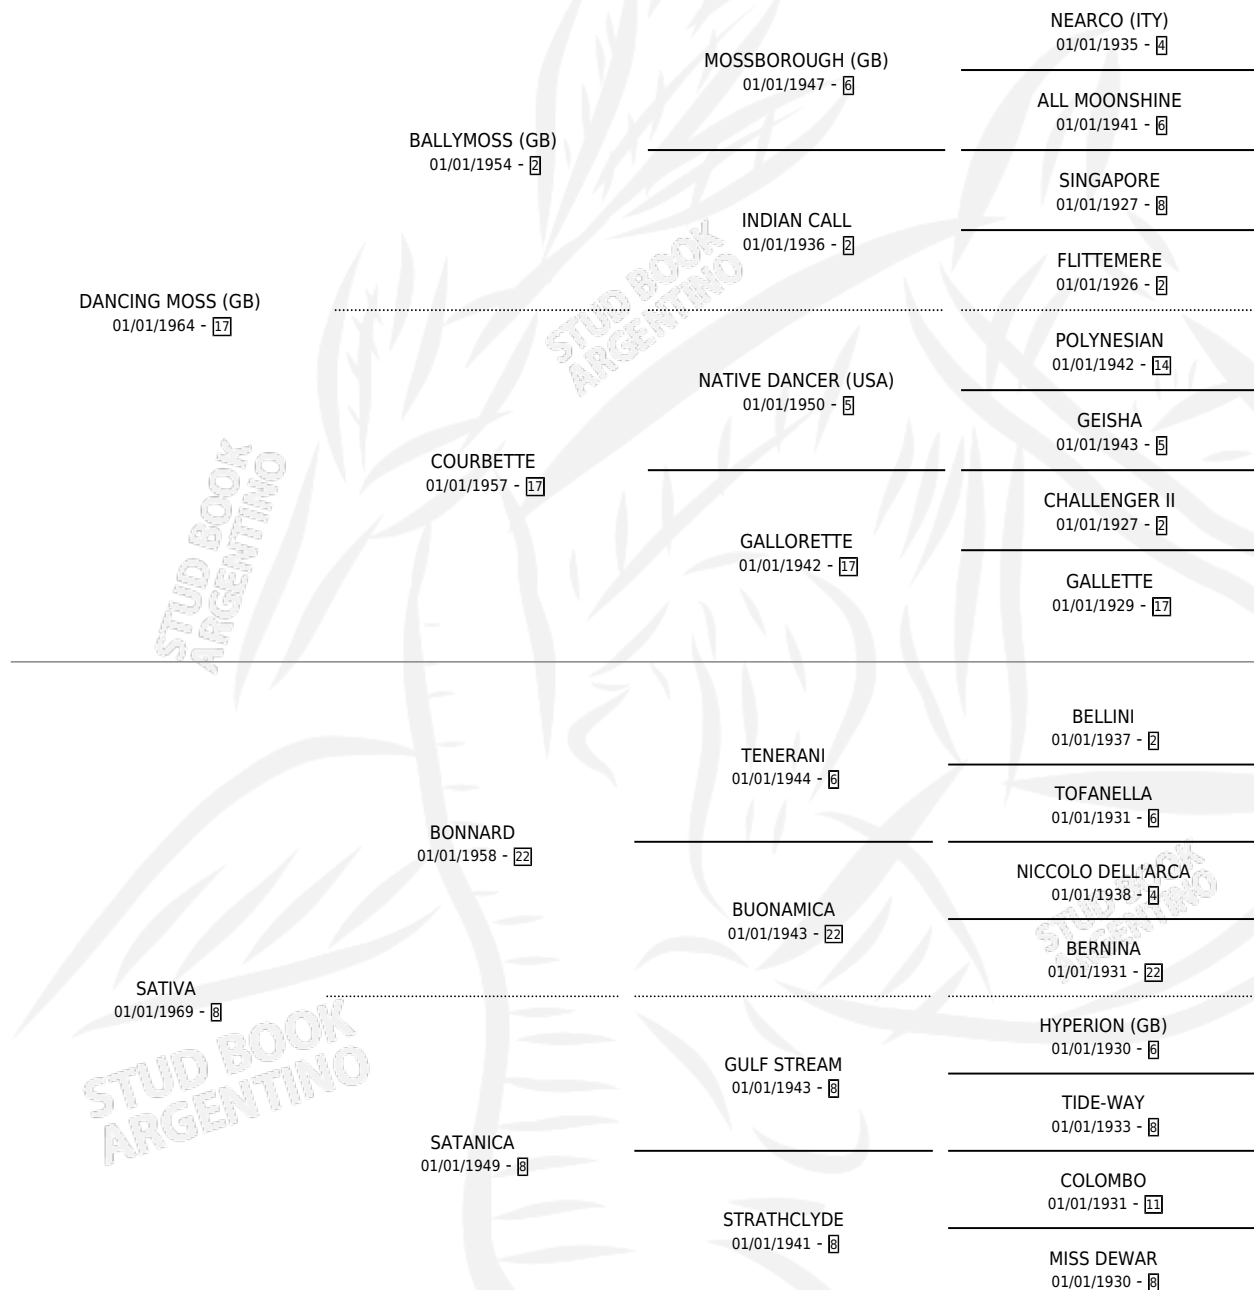 NEARCO (ITY)
01/01/1935 - 4
MOSSBOROUGH (GB)
01/01/1947 - 6
ALL MOONSHINE
01/01/1941 - 6
BALLYMOSS (GB)
01/01/1954 - 2
SINGAPORE
01/01/1927 - 8
INDIAN CALL
01/01/1936 - 2
FLITTEMERE
01/01/1926 - 2
DANCING MOSS (GB)
01/01/1964 - 17
STUD BOOK
ARGENTINO
POLYNESIAN
01/01/1942 - 14
NATIVE DANCER (USA)
01/01/1950 - 5
GEISHA
01/01/1943 - 5
COURBETTE
01/01/1957 - 17
CHALLENGER II
01/01/1927 - 2
GALLORETTE
01/01/1942 - 17
GALLETTE
01/01/1929 - 17
STUD BOOK
ARGENTINO
BELLINI
01/01/1937 - 2
TENERANI
01/01/1944 - 6
TOFANELLA
01/01/1931 - 6
BONNARD
01/01/1958 - 22
NICCOLO DELL'ARCA
01/01/1938 - 4
BUONAMICA
01/01/1943 - 22
BERNINA
01/01/1931 - 22
STUD BOOK
ARGENTINO
SATIVA
01/01/1969 - 8
HYPERION (GB)
01/01/1930 - 6
GULF STREAM
01/01/1943 - 8
TIDE-WAY
01/01/1933 - 8
STUD BOOK
ARGENTINO
SATANICA
01/01/1949 - 8
COLOMBO
01/01/1931 - 11
STRATHCLYDE
01/01/1941 - 8
MISS DEWAR
01/01/1930 - 8